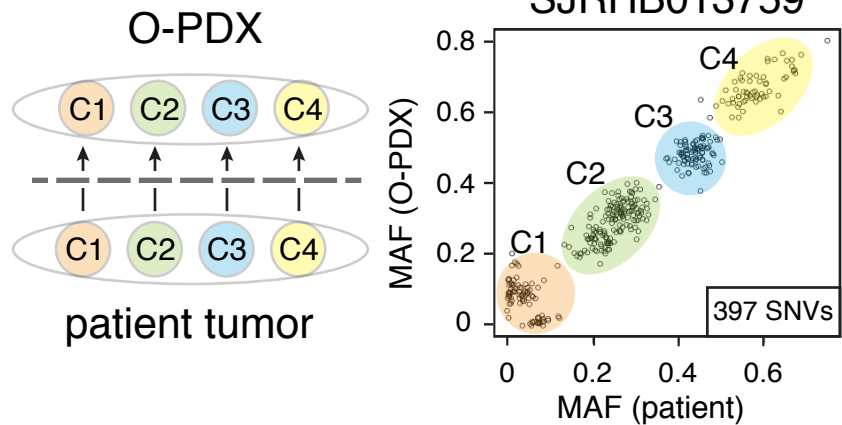 O-PDX
C1 C2 C3 C4
C1 C2 C3 C4
patient tumor
SJRHB013759
MAF (O-PDX)
0.8
0.6
0.4
0.2
0
C4
C3
C2
C1
397 SNVs
0 0.2 0.4 0.6
MAF (patient)